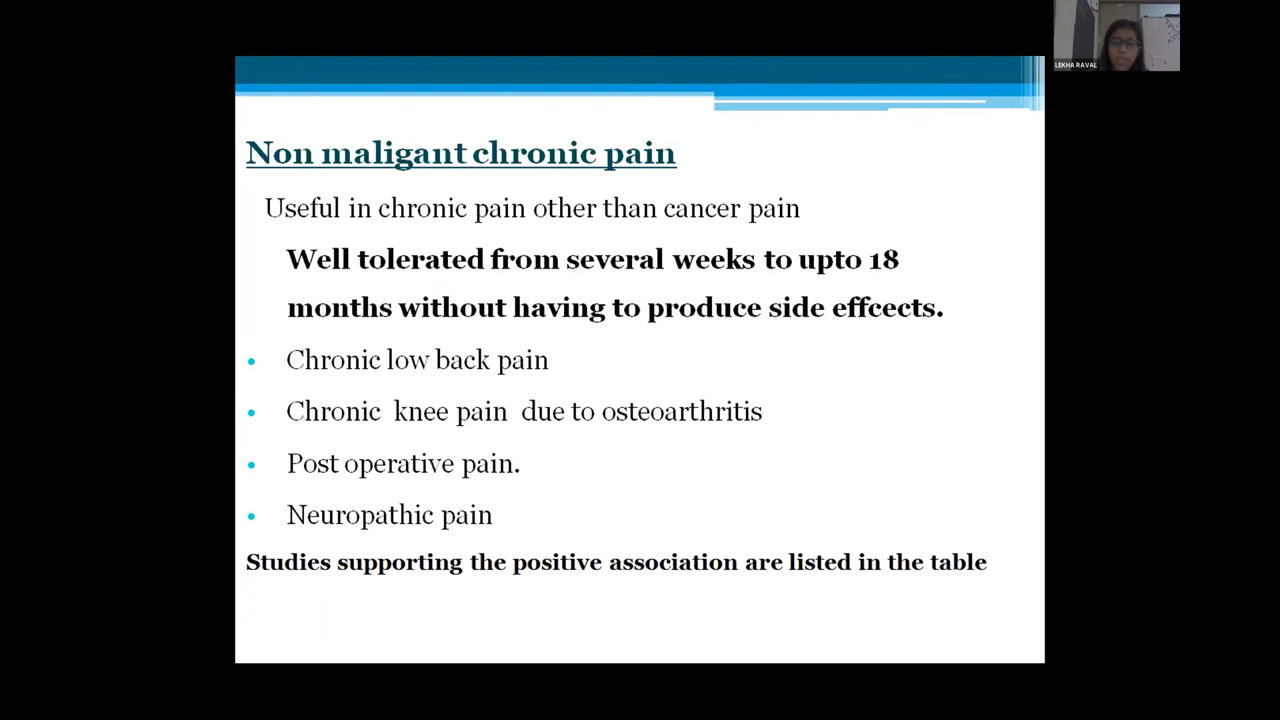 LEKHA RAVAL
Non maligant chronic pain
Useful in chronic pain other than cancer pain
Well tolerated from several weeks to upto 18
months without having to produce side effcects.
• Chronic low back pain
• Chronic knee pain due to osteoarthritis
• Post operative pain.
• Neuropathic pain
Studies supporting the positive association are listed in the table